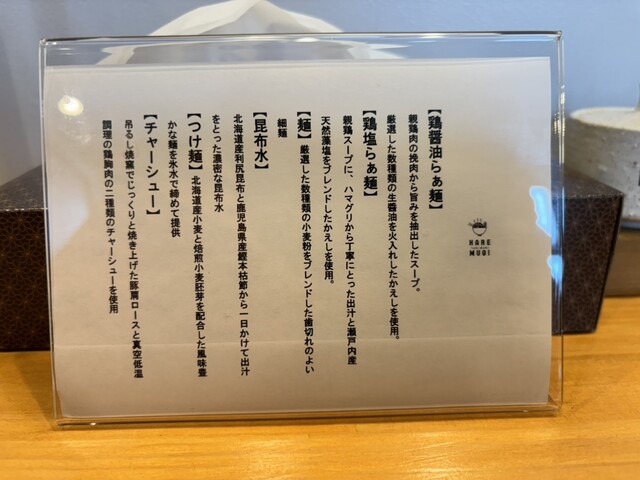 HARE
MUGI
【鶏醤油らぁ麺】
親鶏肉の挽肉から旨みを抽出したスープ。
厳選した数種類の生醤油を火入れしたかえしを使用。
【鶏塩らぁ麺】
親鶏スープに、ハマグリから丁寧にとった出汁と瀬戸内産
天然藻塩をブレンドしたかえしを使用。
【麺】厳選した数種類の小麦粉をブレンドした歯切れのよい
細麺
【昆布水】
北海道産利尻昆布と鹿児島県産鰹本枯節から一日かけて出汁
をとった濃密な昆布水
【つけ麺】北海道産小麦と焙煎小麦胚芽を配合した風味豊
かな麺を氷水で締めて提供
【チャーシュー】
吊るし焼窯でじっくりと焼き上げた豚肩ロースと真空低温
調理の鶏胸肉の二種類のチャーシューを使用